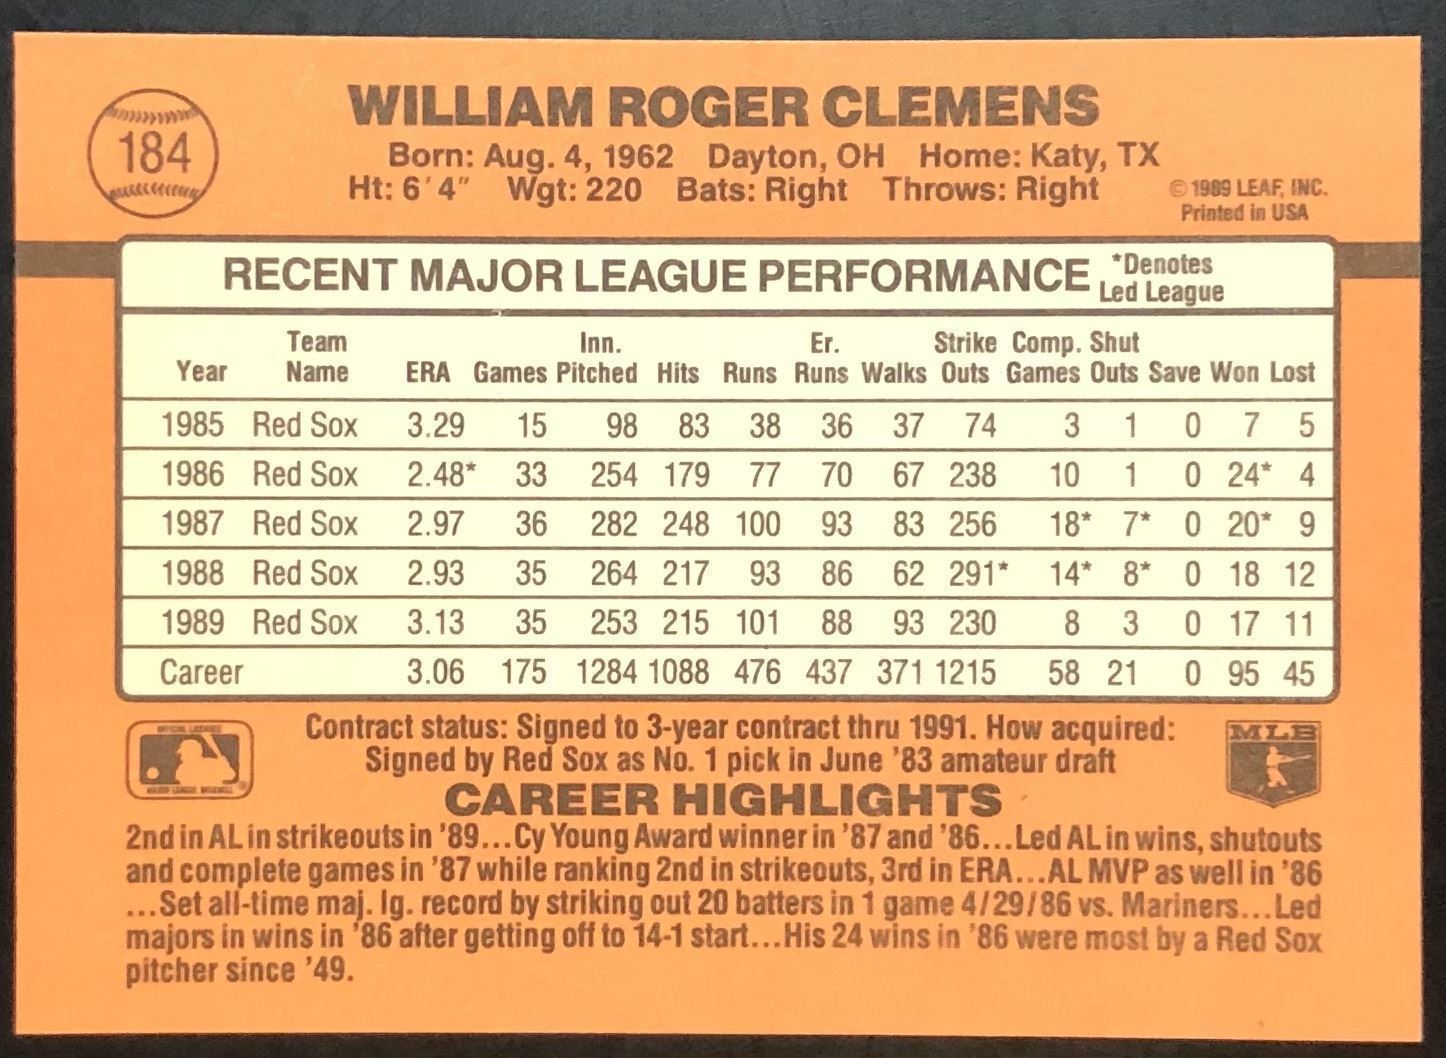 184
WILLIAM ROGER CLEMENS
Born: Aug. 4, 1962 Dayton, OH Home: Katy, TX
Ht: 6'4" Wgt: 220 Bats: Right Throws: Right
© 1989 LEAF, INC.
Printed in USA
RECENT MAJOR LEAGUE PERFORMANCE *Denotes Led League
Year Team Name ERA Games Inn. Pitched Hits Runs Er. Runs Walks Strike Outs Comp. Games Shut Outs Save Won Lost
1985 Red Sox 3.29 15 98 83 38 36 37 74 3 1 0 7 5
1986 Red Sox 2.48* 33 254 179 77 70 67 238 10 1 0 24* 4
1987 Red Sox 2.97 36 282 248 100 93 83 256 18* 7* 0 20* 9
1988 Red Sox 2.93 35 264 217 93 86 62 291* 14* 8* 0 18 12
1989 Red Sox 3.13 35 253 215 101 88 93 230 8 3 0 17 11
Career 3.06 175 1284 1088 476 437 371 1215 58 21 0 95 45
Contract status: Signed to 3-year contract thru 1991. How acquired:
Signed by Red Sox as No. 1 pick in June '83 amateur draft
MLB
CAREER HIGHLIGHTS
2nd in AL in strikeouts in '89...Cy Young Award winner in '87 and '86...Led AL in wins, shutouts
and complete games in '87 while ranking 2nd in strikeouts, 3rd in ERA...AL MVP as well in '86
...Set all-time maj. lg. record by striking out 20 batters in 1 game 4/29/86 vs. Mariners...Led
majors in wins in '86 after getting off to 14-1 start...His 24 wins in '86 were most by a Red Sox
pitcher since '49.